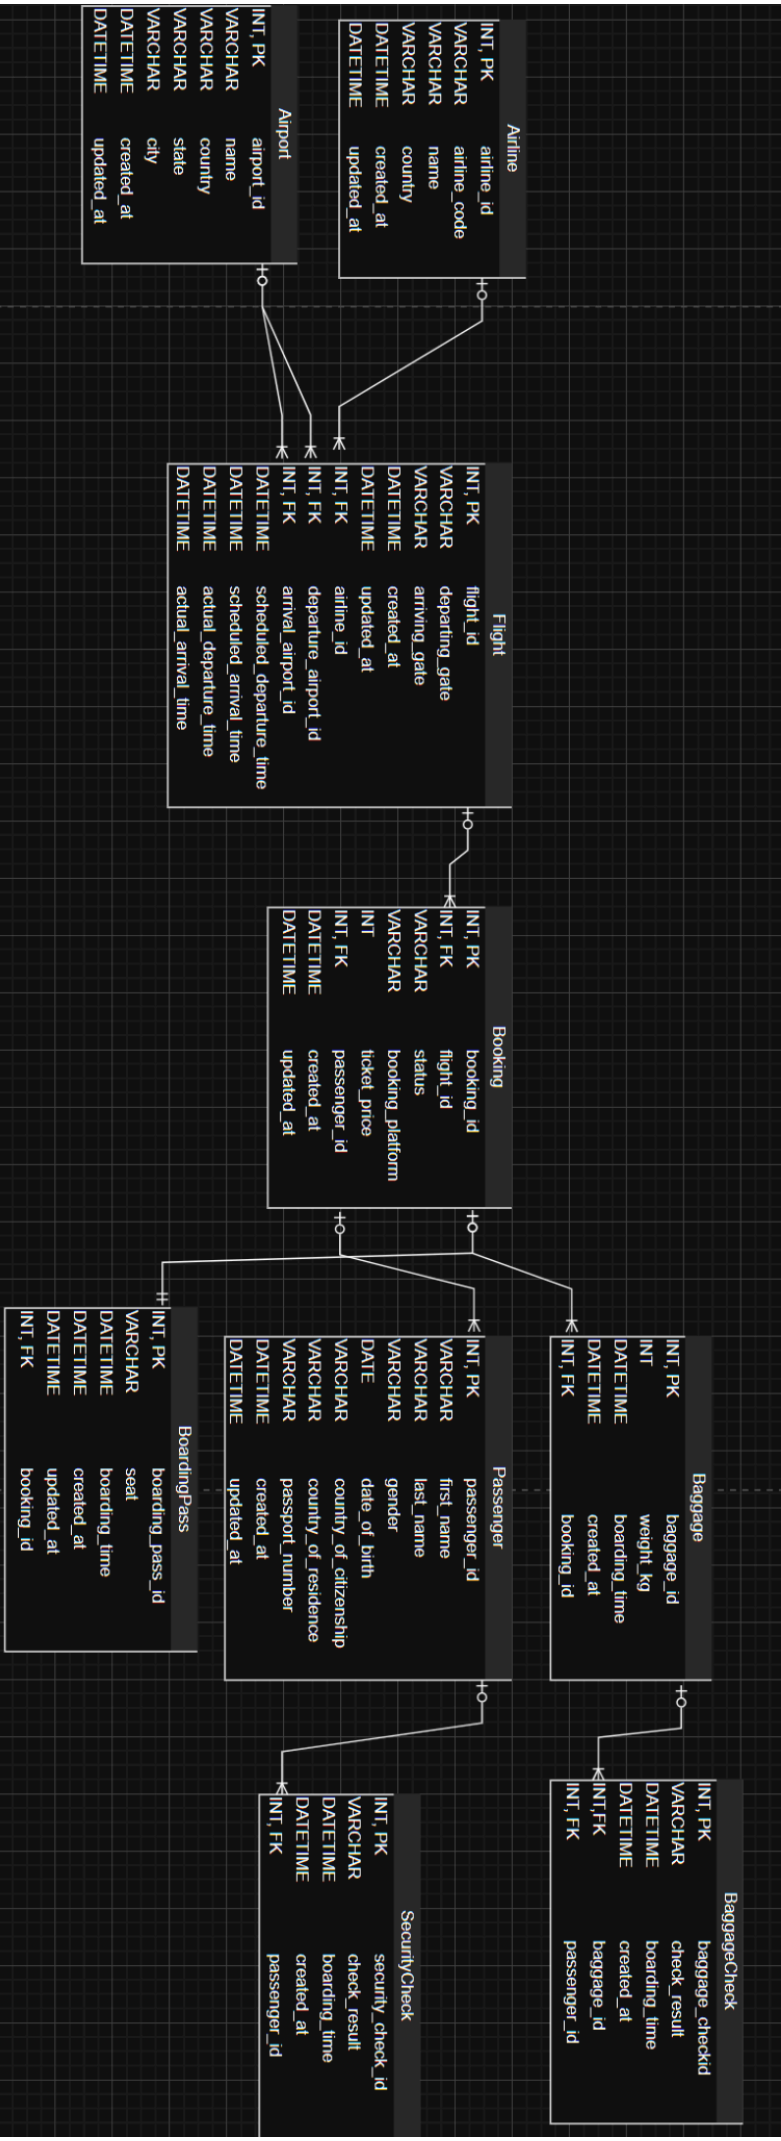 Airline
INT, PK airline_id
VARCHAR airline_code
VARCHAR name
VARCHAR country
DATETIME created_at
DATETIME updated_at
Airport
INT, PK airport_id
VARCHAR name
VARCHAR country
VARCHAR state
VARCHAR city
DATETIME created_at
DATETIME updated_at
Flight
INT, PK flight_id
VARCHAR departing_gate
VARCHAR arriving_gate
DATETIME created_at
DATETIME updated_at
INT, FK airline_id
INT, FK departure_airport_id
INT, FK arrival_airport_id
DATETIME scheduled_departure_time
DATETIME scheduled_arrival_time
DATETIME actual_departure_time
DATETIME actual_arrival_time
Booking
INT, PK booking_id
INT, FK flight_id
VARCHAR status
VARCHAR booking_platform
INT ticket_price
INT, FK passenger_id
DATETIME created_at
DATETIME updated_at
Baggage
INT, PK baggage_id
INT weight_kg
DATETIME boarding_time
DATETIME created_at
INT, FK booking_id
Passenger
INT, PK passenger_id
VARCHAR first_name
VARCHAR last_name
VARCHAR gender
DATE date_of_birth
VARCHAR country_of_citizenship
VARCHAR country_of_residence
VARCHAR passport_number
DATETIME created_at
DATETIME updated_at
BoardingPass
INT, PK boarding_pass_id
VARCHAR seat
DATETIME boarding_time
DATETIME created_at
DATETIME updated_at
INT, FK booking_id
BaggageCheck
INT, PK baggage_checkid
VARCHAR check_result
DATETIME boarding_time
DATETIME created_at
INT,FK baggage_id
INT, FK passenger_id
SecurityCheck
INT, PK security_check_id
VARCHAR check_result
DATETIME boarding_time
DATETIME created_at
INT, FK passenger_id